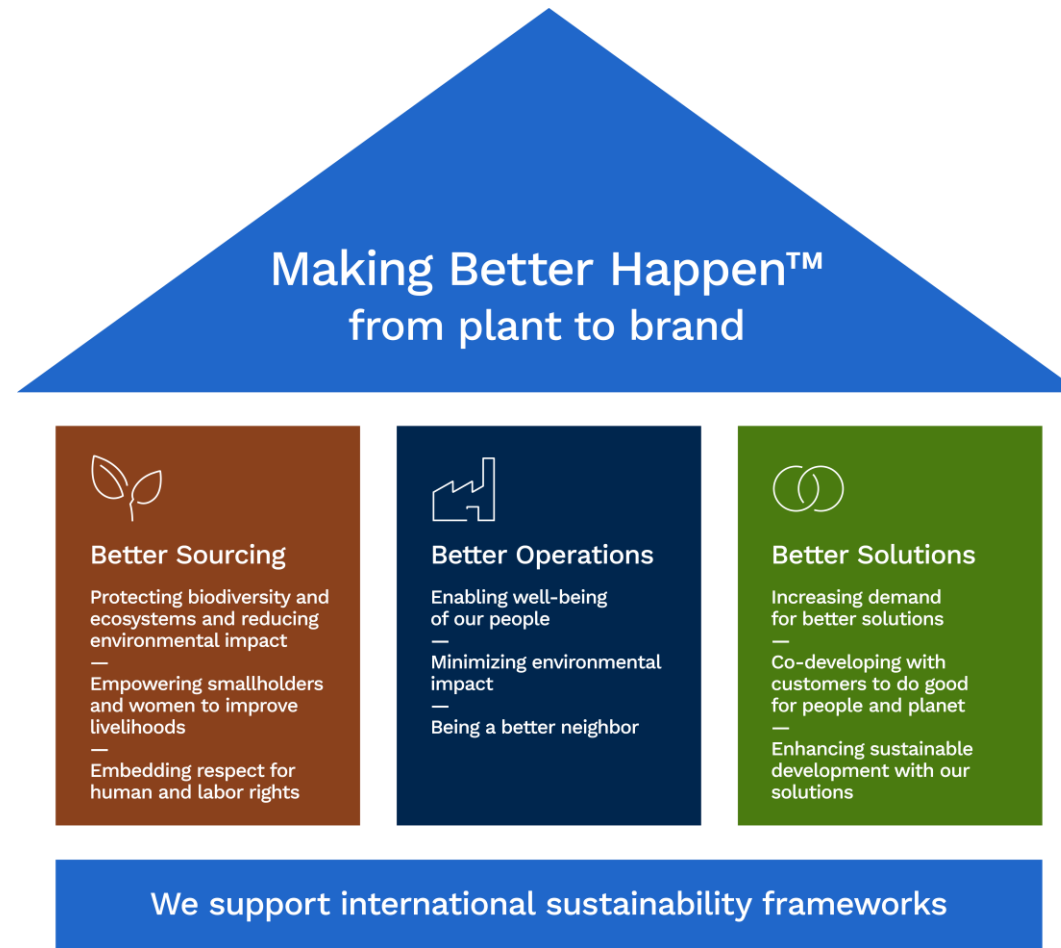 Making Better Happen™
from plant to brand
Better Sourcing
Protecting biodiversity and
ecosystems and reducing
environmental impact
—
Empowering smallholders
and women to improve
livelihoods
—
Embedding respect for
human and labor rights
Better Operations
Enabling well-being
of our people
—
Minimizing environmental
impact
—
Being a better neighbor
Better Solutions
Increasing demand
for better solutions
—
Co-developing with
customers to do good
for people and planet
—
Enhancing sustainable
development with our
solutions
We support international sustainability frameworks